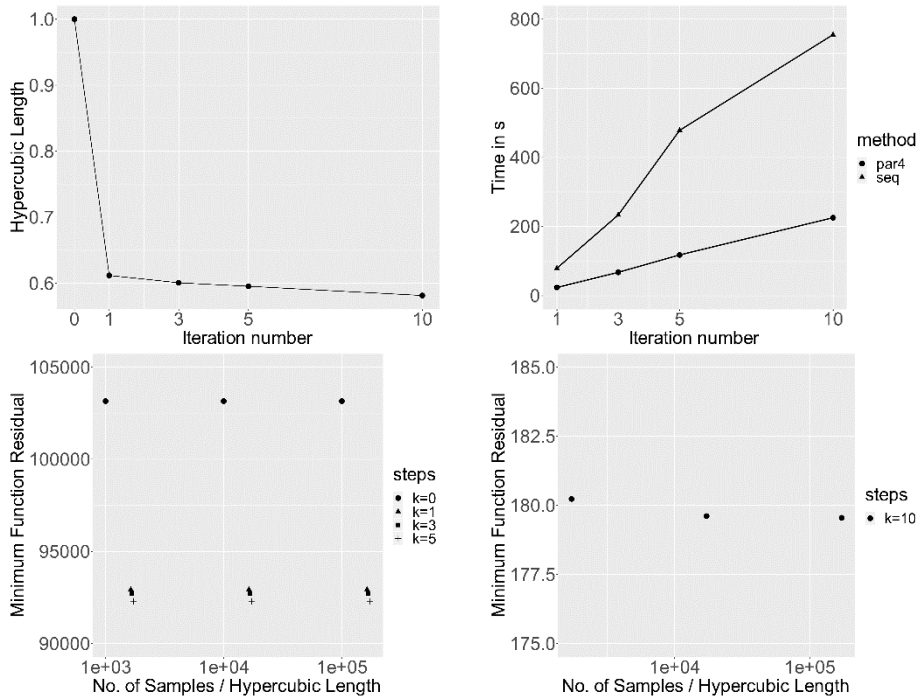 1.0
0.9
0.8
0.7
0.6
Hypercubic Length
0
1
3
5
10
Iteration number
800
600
400
200
0
Time in s
1
3
5
10
Iteration number
method
par4
seq
105000
100000
95000
90000
Minimum Function Residual
1e+03
1e+04
1e+05
No. of Samples / Hypercubic Length
steps
k=0
k=1
k=3
k=5
185.0
182.5
180.0
177.5
175.0
Minimum Function Residual
1e+04
1e+05
No. of Samples / Hypercubic Length
steps
k=10